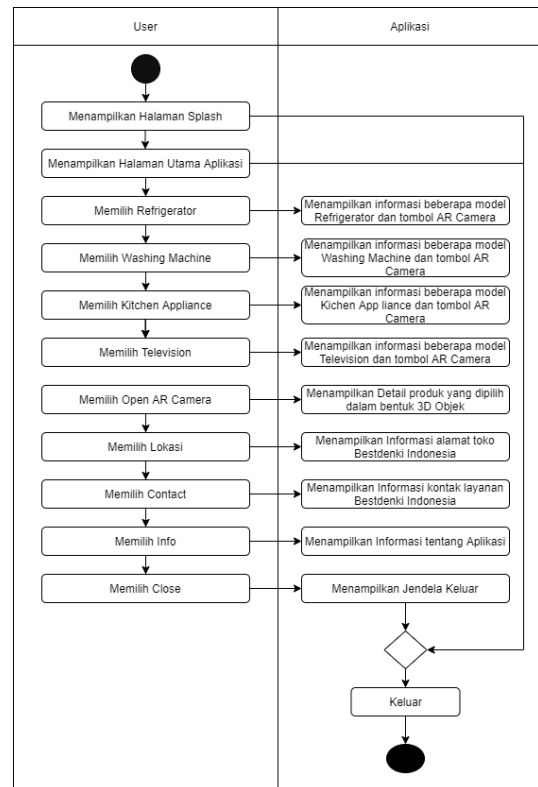 User
Aplikasi
Menampilkan Halaman Splash
Menampilkan Halaman Utama Aplikasi
Memilih Refrigerator
Menampilkan informasi beberapa model
Refrigerator dan tombol AR Camera
Memilih Washing Machine
Menampilkan informasi beberapa model
Washing Machine dan tombol AR
Camera
Memilih Kitchen Appliance
Menampilkan informasi beberapa model
Kichen App liance dan tombol AR
Camera
Memilih Television
Menampilkan informasi beberapa model
Television dan tombol AR Camera
Memilih Open AR Camera
Menampilkan Detail produk yang dipilih
dalam bentuk 3D Objek
Memilih Lokasi
Menampilkan Informasi alamat toko
Bestdenki Indonesia
Memilih Contact
Menampilkan Informasi kontak layanan
Bestdenki Indonesia
Memilih Info
Menampilkan Informasi tentang Aplikasi
Memilih Close
Menampilkan Jendela Keluar
Keluar